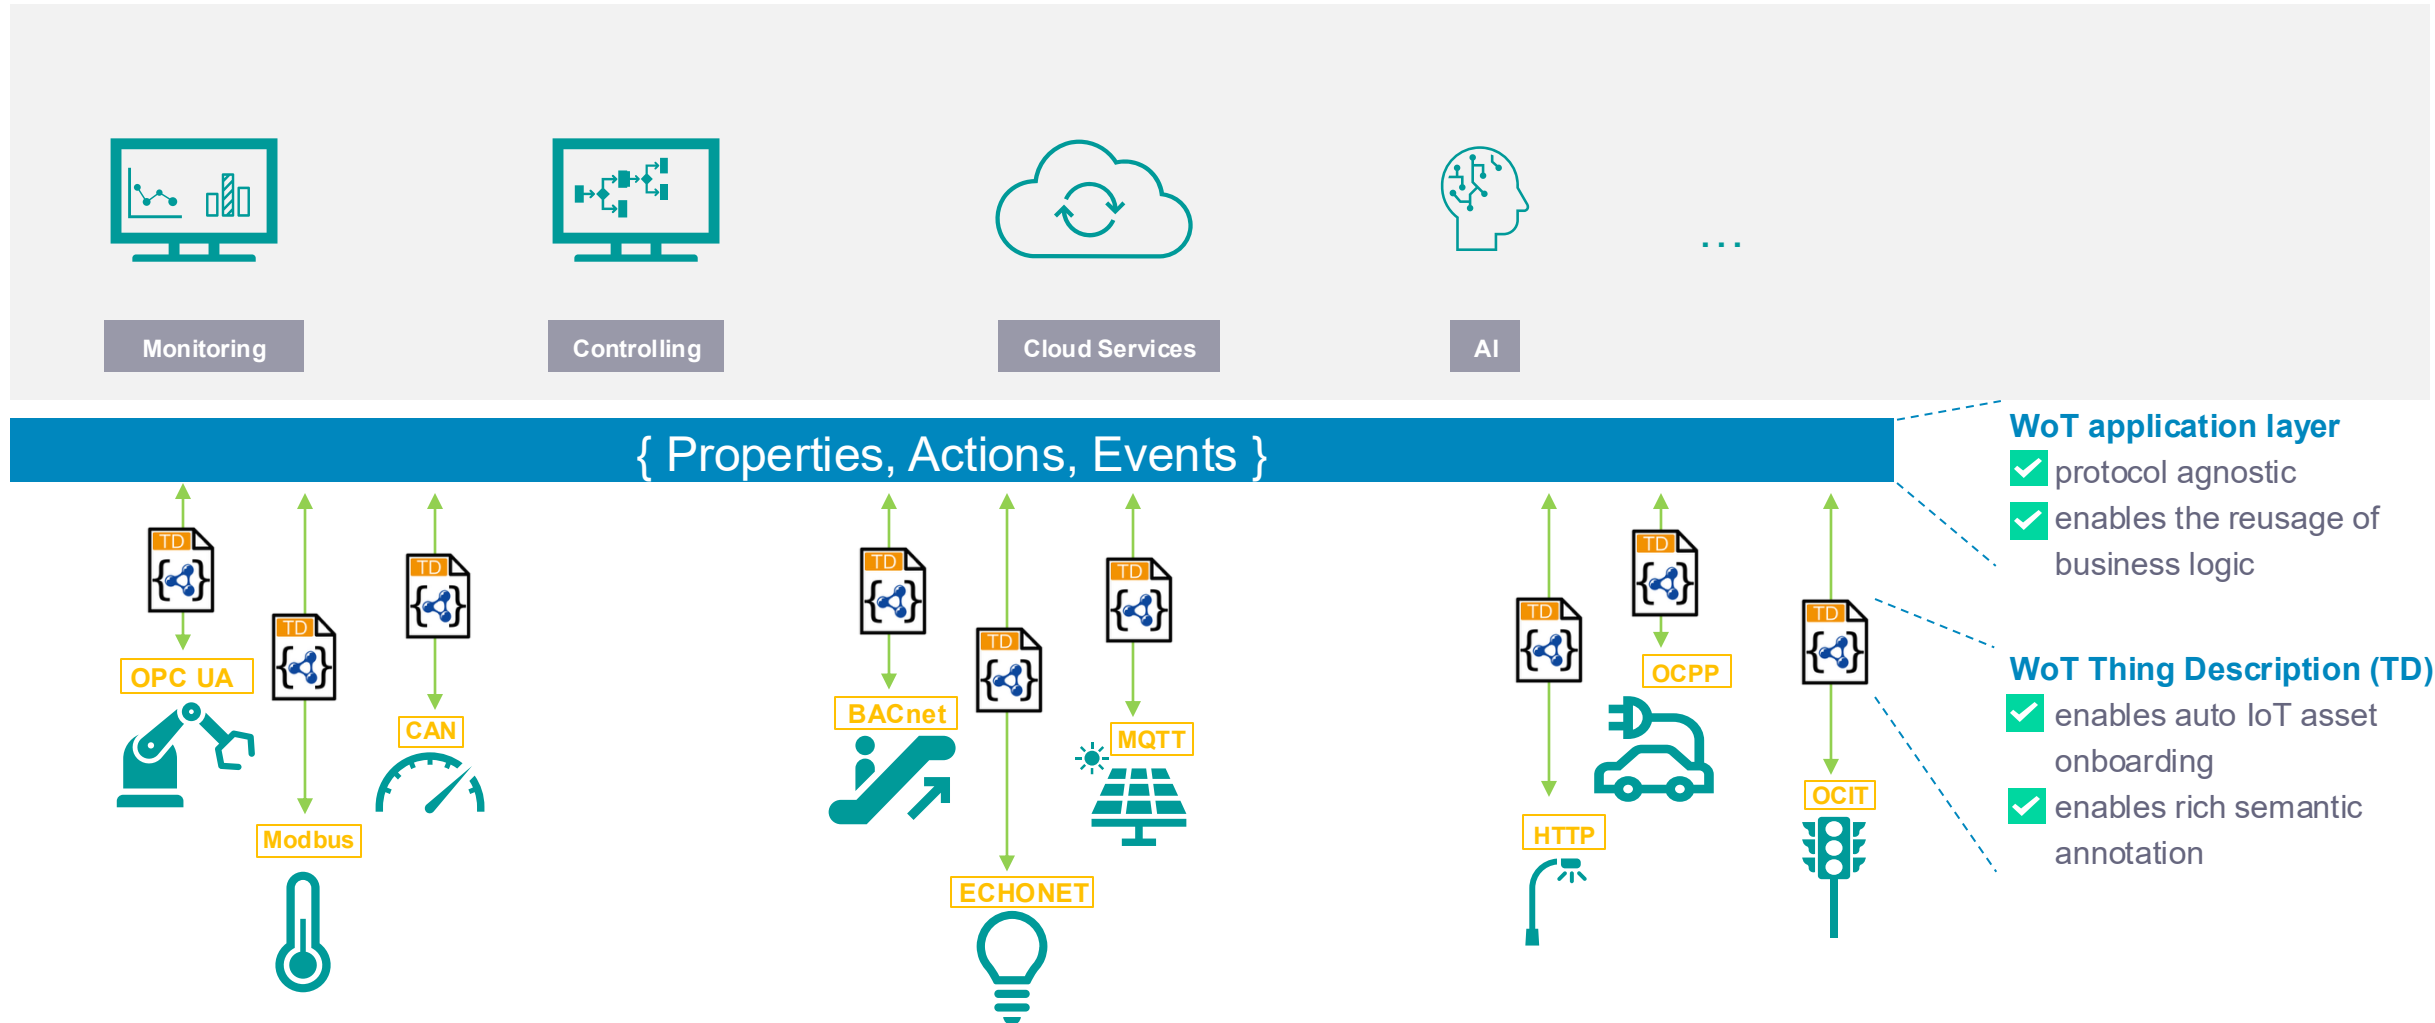 ...
Monitoring
Controlling
Cloud Services
AI
{ Properties, Actions, Events }
WoT application layer
protocol agnostic
enables the reusage of
business logic
TD
TD
TD
TD
TD
TD
TD
TD
TD
OPC UA
Modbus
CAN
BACnet
ECHONET
MQTT
HTTP
OCPP
OCIT
WoT Thing Description (TD)
enables auto IoT asset
onboarding
enables rich semantic
annotation